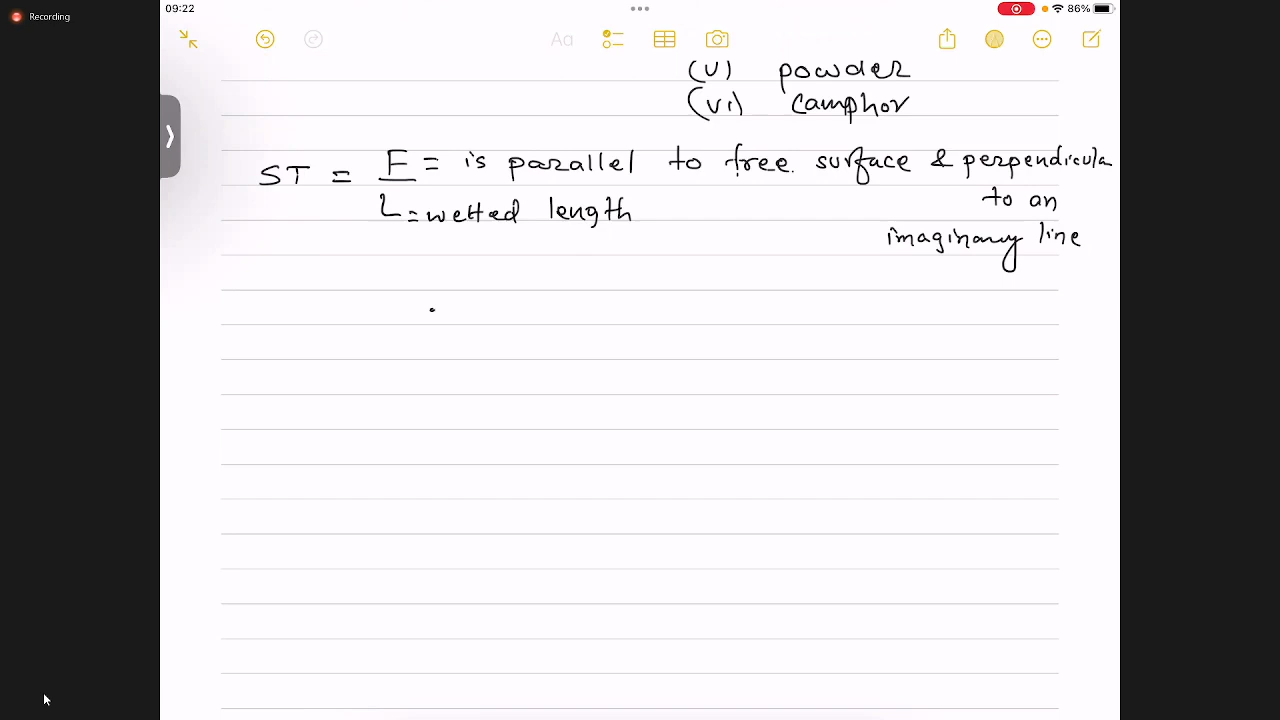 Recording
09:22
86%
Aa
(v) powder
(vi) camphor
ST = F = is parallel to free surface & perpendicula
L = wetted length
to an
imaginary line